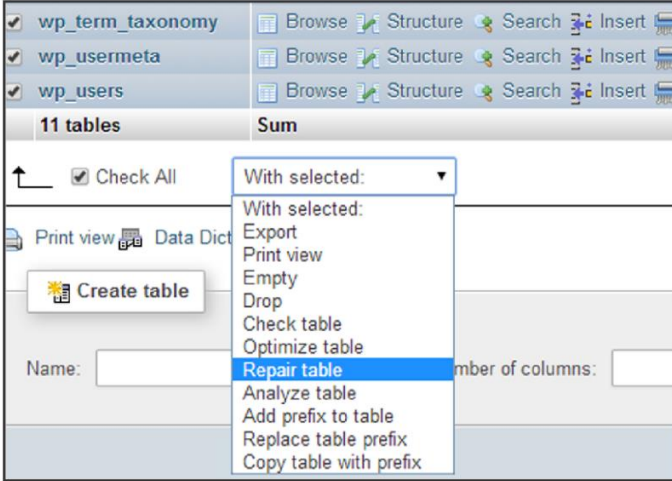 wp_term_taxonomy Browse Structure Search Insert
wp_usermeta Browse Structure Search Insert
wp_users Browse Structure Search Insert
11 tables Sum
Check All With selected:
With selected:
Export
Print view Data Dict Print view
Empty
Create table Drop
Check table
Optimize table
Name: Repair table mber of columns:
Analyze table
Add prefix to table
Replace table prefix
Copy table with prefix